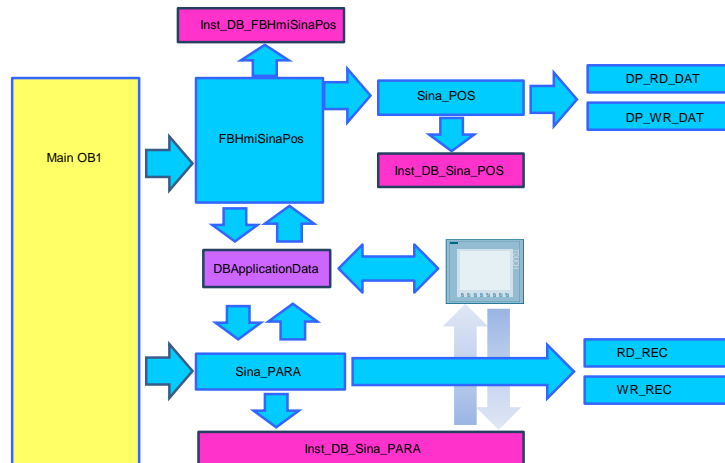 Inst_DB_FBHmiSinaPos
Main OB1
FBHmiSinaPos
Sina_POS
DP_RD_DAT
DP_WR_DAT
Inst_DB_Sina_POS
DBApplicationData
Sina_PARA
RD_REC
WR_REC
Inst_DB_Sina_PARA